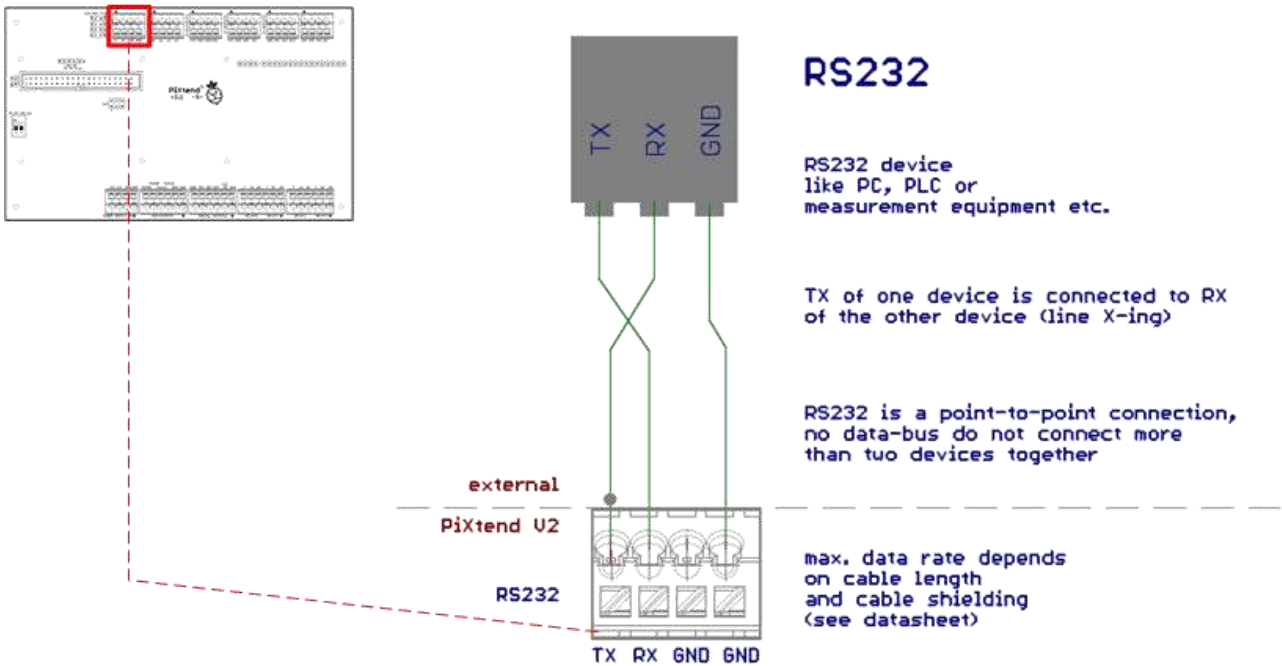 PiXtend
TX
RX
GND
RS232
RS232 device
like PC, PLC or
measurement equipment etc.
TX of one device is connected to RX
of the other device (line X-ing)
RS232 is a point-to-point connection,
no data-bus do not connect more
than two devices together
external
PiXtend V2
RS232
max. data rate depends
on cable length
and cable shielding
(see datasheet)
TX RX GND GND